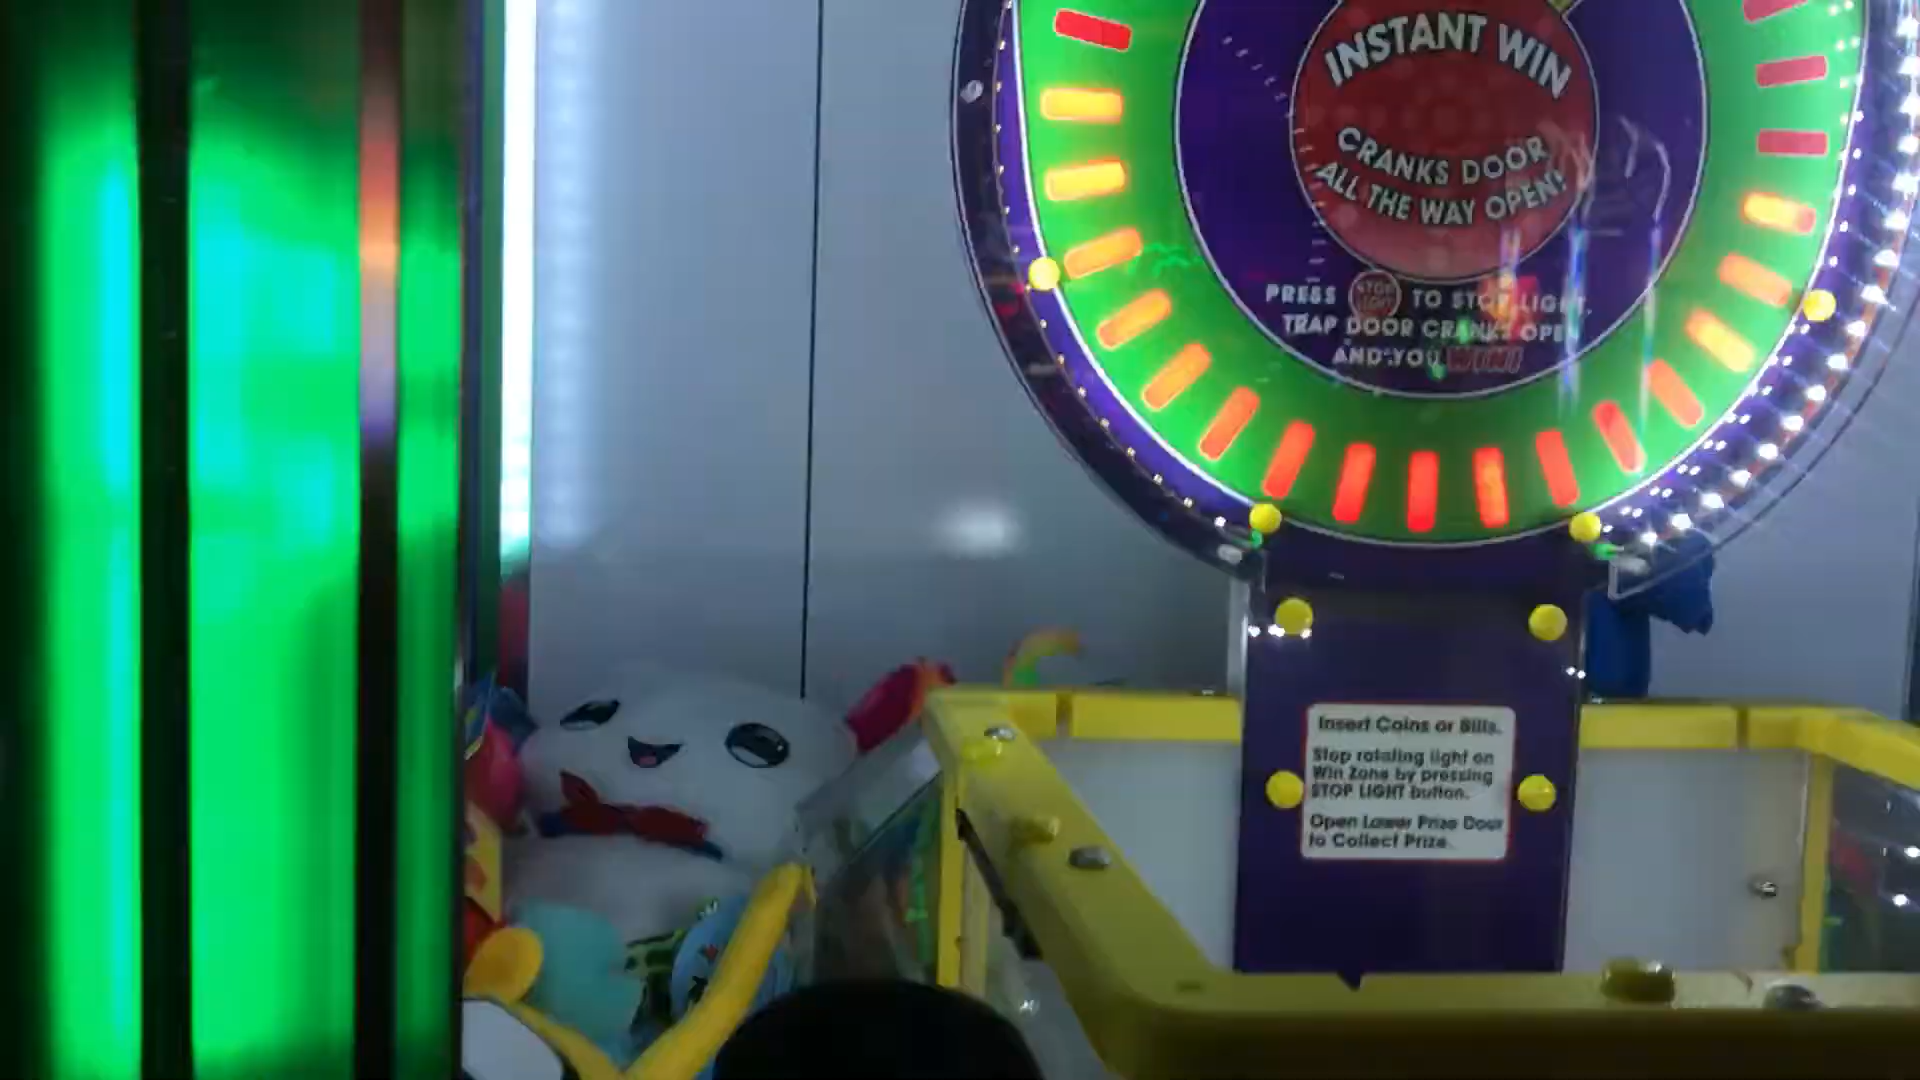 INSTANT WIN
CRANKS DOOR
ALL THE WAY OPEN!
PRESS STOP LIGHT TO STOP LIGHT.
TRAP DOOR CRANKS OPEN
AND YOU WIN!
Insert Coins or Bills.
Stop rotating light on
Win Zone by pressing
STOP LIGHT button.
Open Lower Prize Door
to Collect Prize.